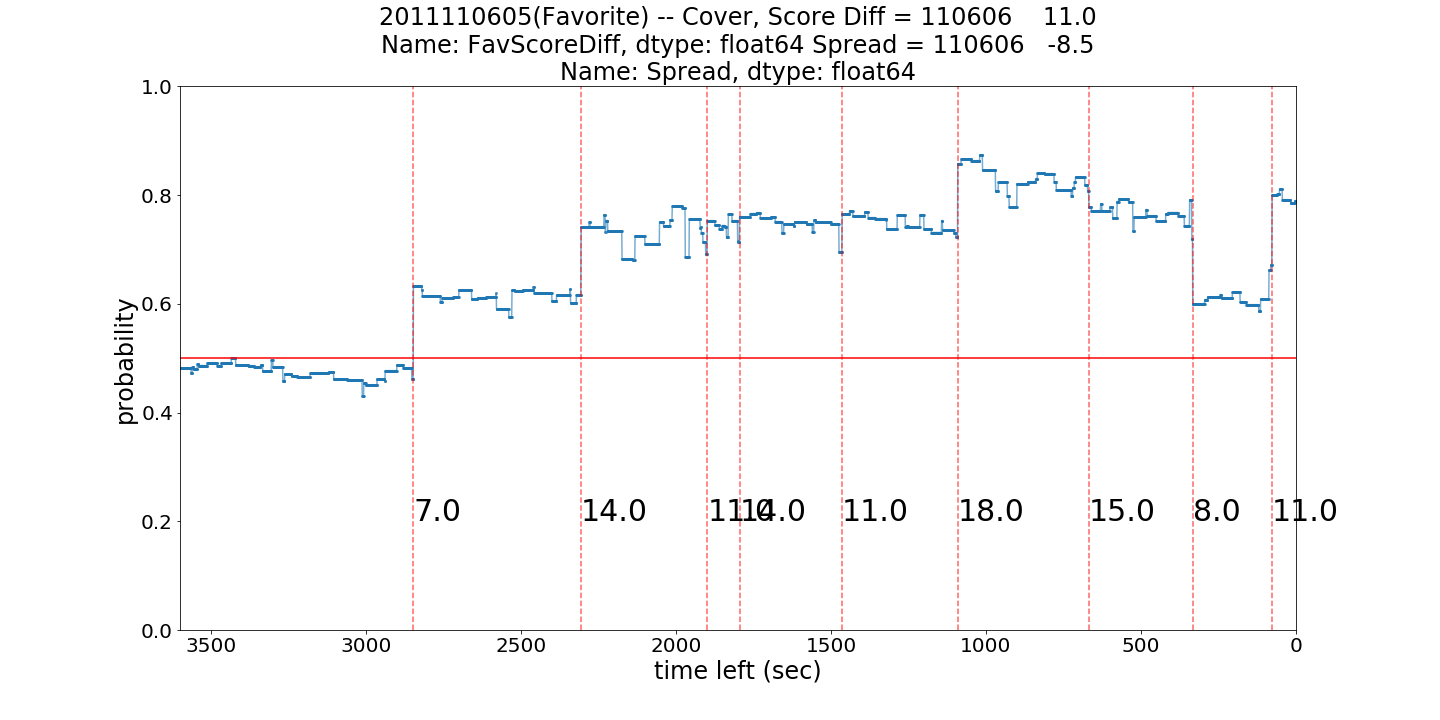 2011110605(Favorite) -- Cover, Score Diff = 110606    11.0
Name: FavScoreDiff, dtype: float64 Spread = 110606   -8.5
Name: Spread, dtype: float64
1.0
0.8
0.6
0.4
0.2
0.0
probability
7.0 14.0 11.0 14.0 11.0 18.0 15.0 8.0 11.0
3500 3000 2500 2000 1500 1000 500 0
time left (sec)